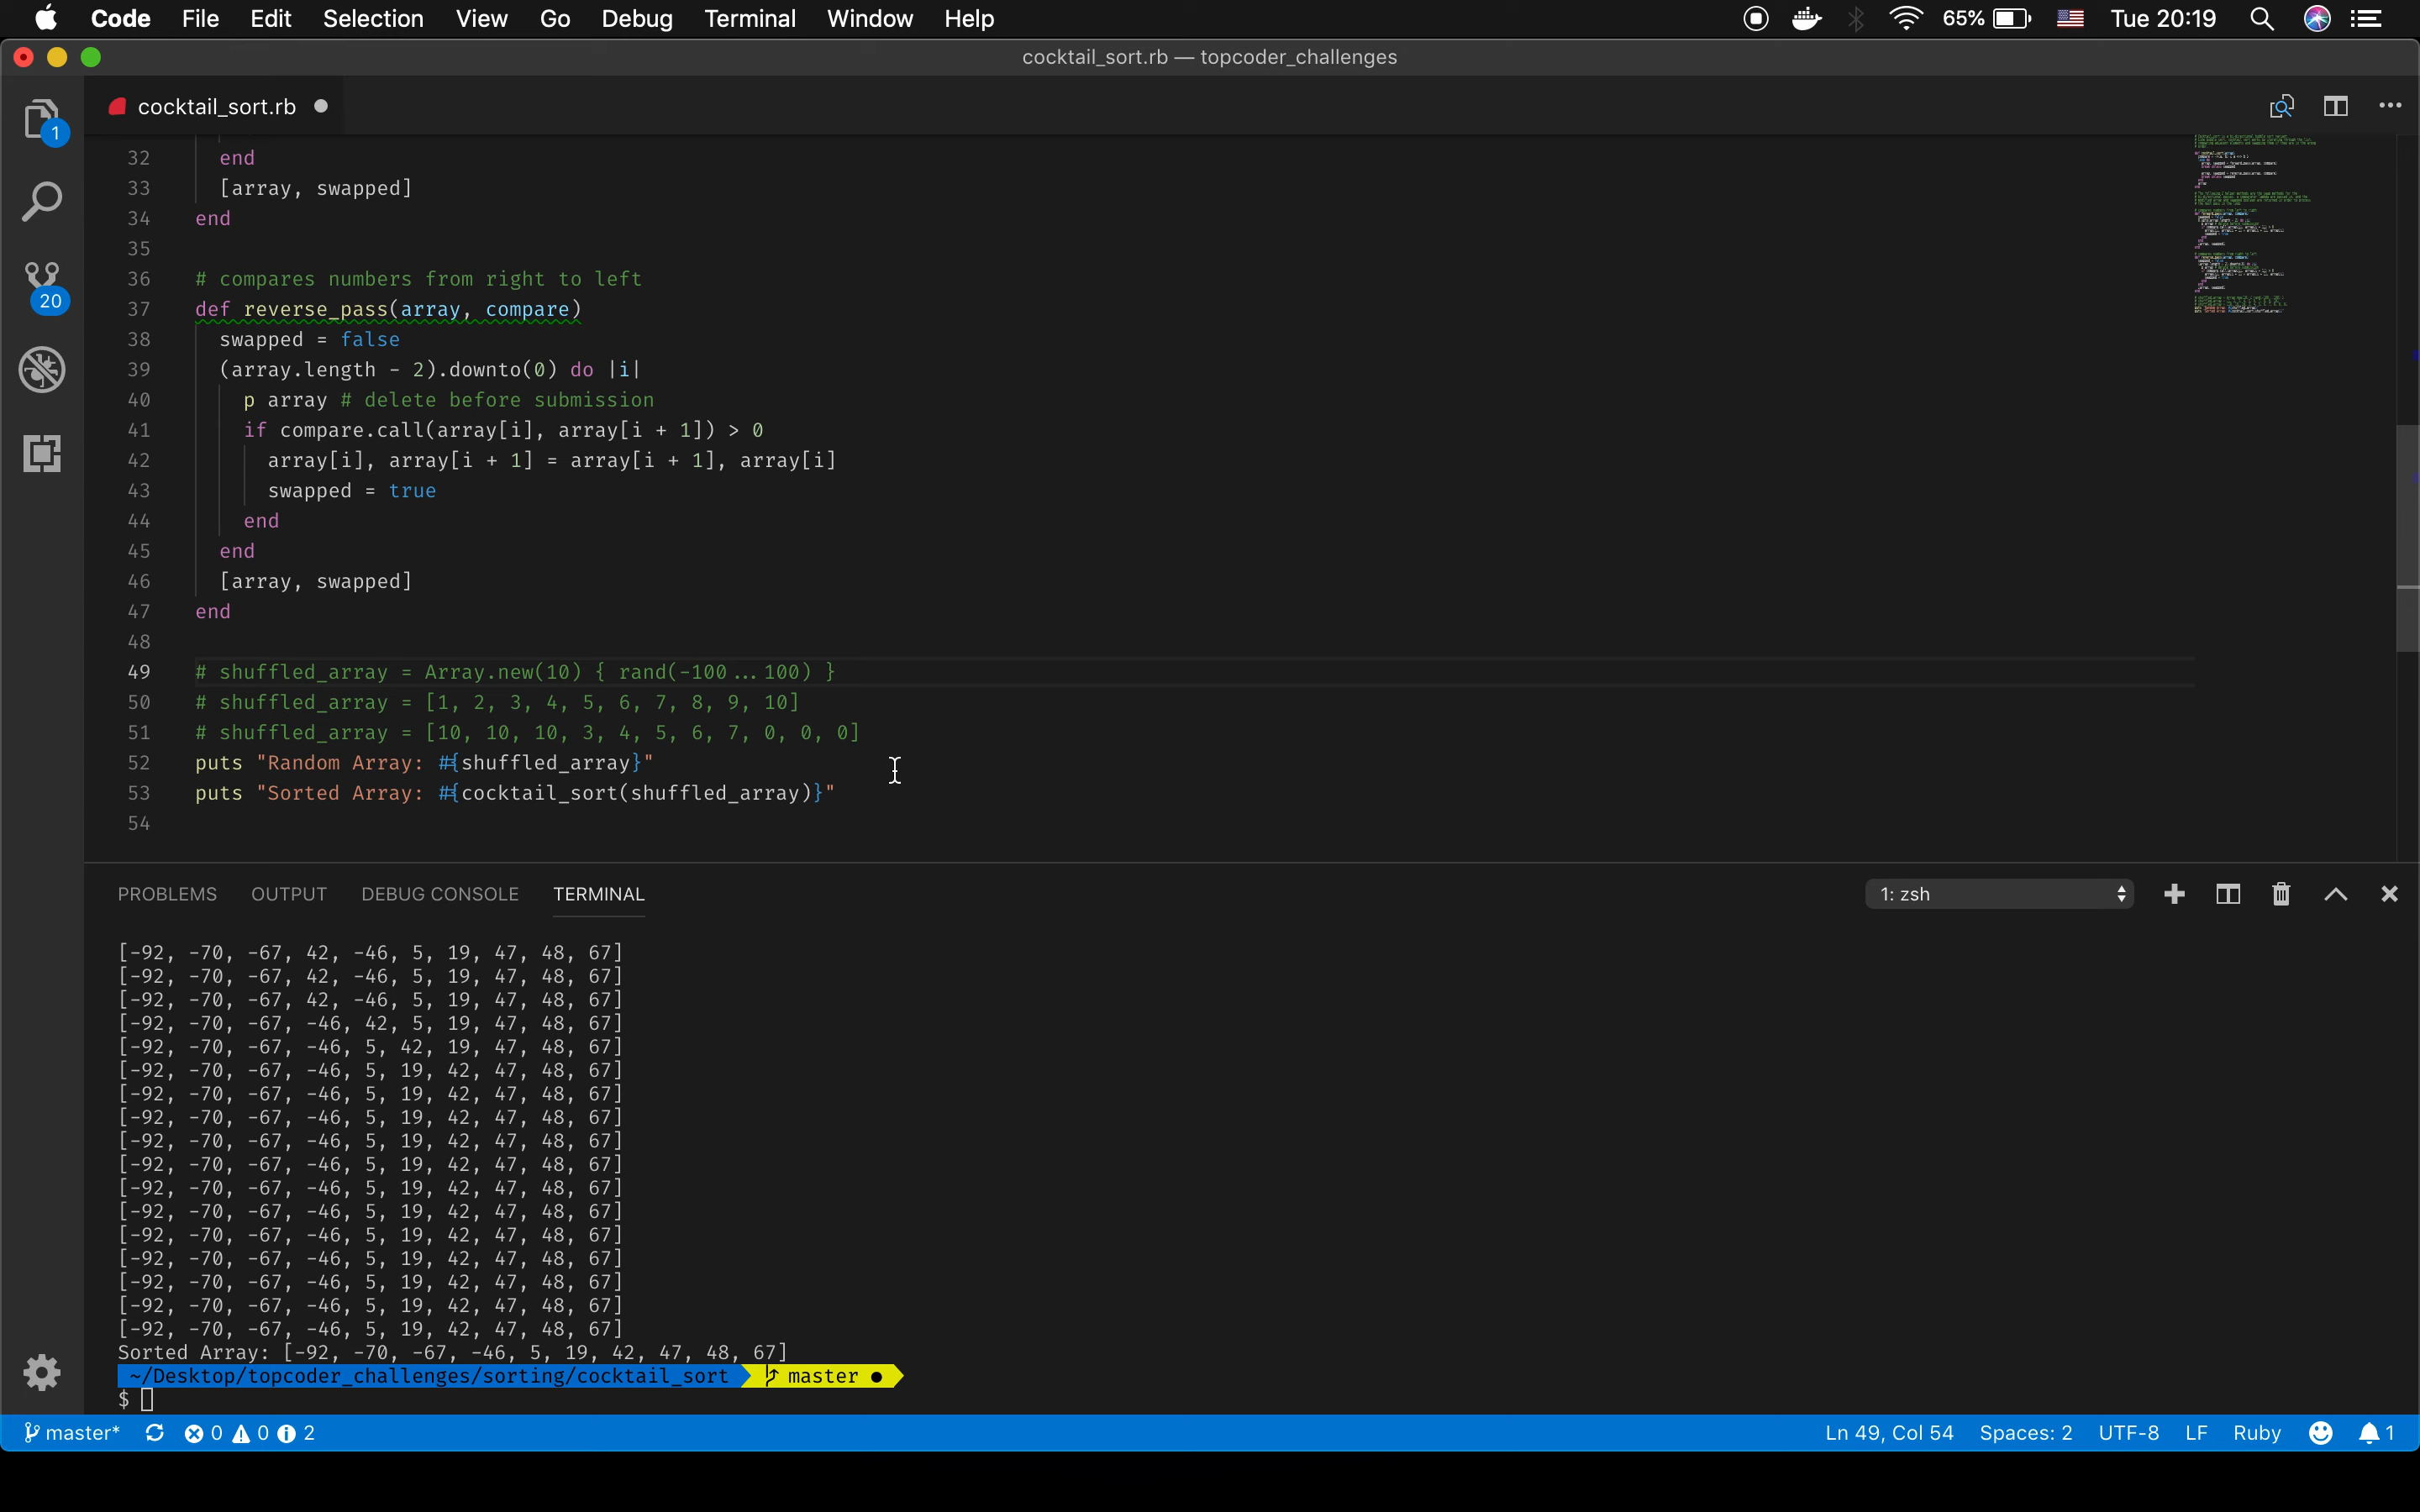 Code File Edit Selection View Go Debug Terminal Window Help 65% Tue 20:19
cocktail_sort.rb — topcoder_challenges
cocktail_sort.rb
1
20
32 end
33 [array, swapped]
34 end
35
36 # compares numbers from right to left
37 def reverse_pass(array, compare)
38 swapped = false
39 (array.length - 2).downto(0) do |i|
40 p array # delete before submission
41 if compare.call(array[i], array[i + 1]) > 0
42 array[i], array[i + 1] = array[i + 1], array[i]
43 swapped = true
44 end
45 end
46 [array, swapped]
47 end
48
49 # shuffled_array = Array.new(10) { rand(-100...100) }
50 # shuffled_array = [1, 2, 3, 4, 5, 6, 7, 8, 9, 10]
51 # shuffled_array = [10, 10, 10, 3, 4, 5, 6, 7, 0, 0, 0]
52 puts "Random Array: #{shuffled_array}"
53 puts "Sorted Array: #{cocktail_sort(shuffled_array)}"
54
PROBLEMS OUTPUT DEBUG CONSOLE TERMINAL 1: zsh
[-92, -70, -67, 42, -46, 5, 19, 47, 48, 67]
[-92, -70, -67, 42, -46, 5, 19, 47, 48, 67]
[-92, -70, -67, 42, -46, 5, 19, 47, 48, 67]
[-92, -70, -67, -46, 42, 5, 19, 47, 48, 67]
[-92, -70, -67, -46, 5, 42, 19, 47, 48, 67]
[-92, -70, -67, -46, 5, 19, 42, 47, 48, 67]
[-92, -70, -67, -46, 5, 19, 42, 47, 48, 67]
[-92, -70, -67, -46, 5, 19, 42, 47, 48, 67]
[-92, -70, -67, -46, 5, 19, 42, 47, 48, 67]
[-92, -70, -67, -46, 5, 19, 42, 47, 48, 67]
[-92, -70, -67, -46, 5, 19, 42, 47, 48, 67]
[-92, -70, -67, -46, 5, 19, 42, 47, 48, 67]
[-92, -70, -67, -46, 5, 19, 42, 47, 48, 67]
[-92, -70, -67, -46, 5, 19, 42, 47, 48, 67]
[-92, -70, -67, -46, 5, 19, 42, 47, 48, 67]
[-92, -70, -67, -46, 5, 19, 42, 47, 48, 67]
[-92, -70, -67, -46, 5, 19, 42, 47, 48, 67]
Sorted Array: [-92, -70, -67, -46, 5, 19, 42, 47, 48, 67]
~/Desktop/topcoder_challenges/sorting/cocktail_sort master ●
$
master* 0 0 2 Ln 49, Col 54 Spaces: 2 UTF-8 LF Ruby 1